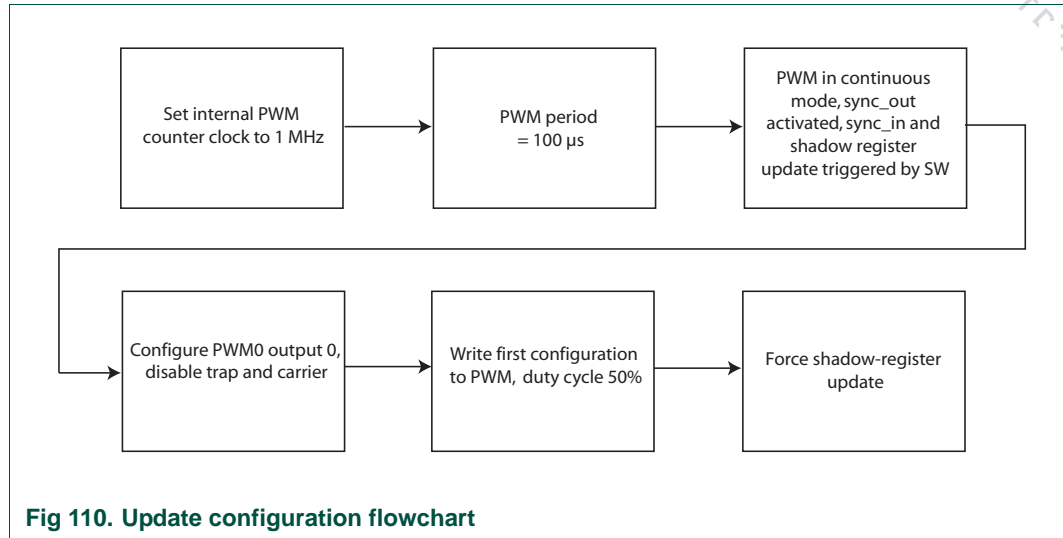 Set internal PWM
counter clock to 1 MHz
PWM period
= 100 µs
PWM in continuous
mode, sync_out
activated, sync_in and
shadow register
update triggered by SW
Configure PWM0 output 0,
disable trap and carrier
Write first configuration
to PWM, duty cycle 50%
Force shadow-register
update
Fig 110. Update configuration flowchart